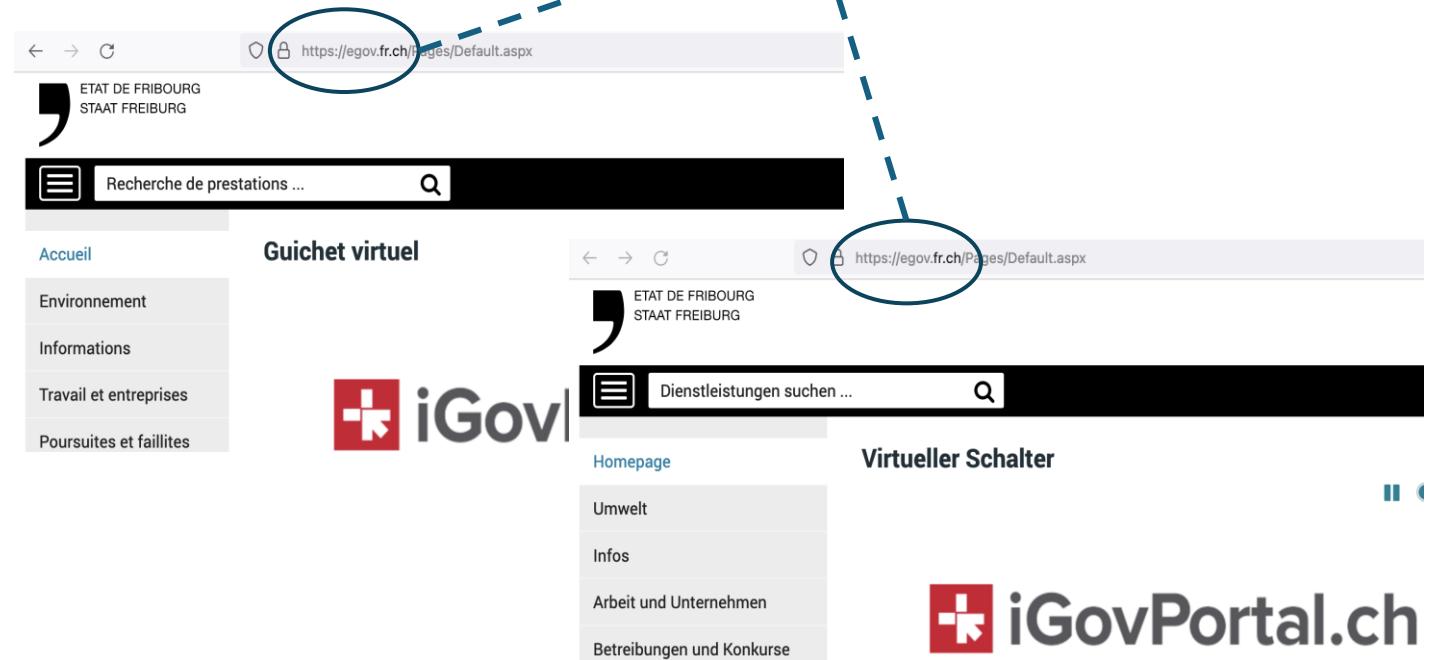 https://egov.fr.ch/Pages/Default.aspx
ETAT DE FRIBOURG
STAAT FREIBURG
Recherche de prestations ...
Accueil
Guichet virtuel
Environnement
Informations
Travail et entreprises
Poursuites et faillites
iGov
https://egov.fr.ch/Pages/Default.aspx
ETAT DE FRIBOURG
STAAT FREIBURG
Dienstleistungen suchen ...
Homepage
Virtueller Schalter
Umwelt
Infos
Arbeit und Unternehmen
Betreibungen und Konkurse
iGovPortal.ch